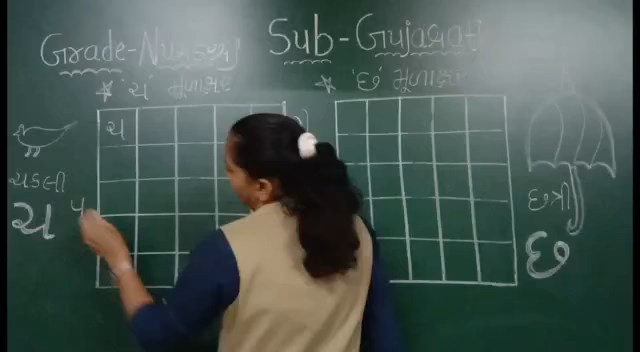 Grade-Nursery Sub-Gujarati
'ચ' મૂળાક્ષર 'છ' મૂળાક્ષર
ચ
ચકલી
ચ
છત્રી
છ